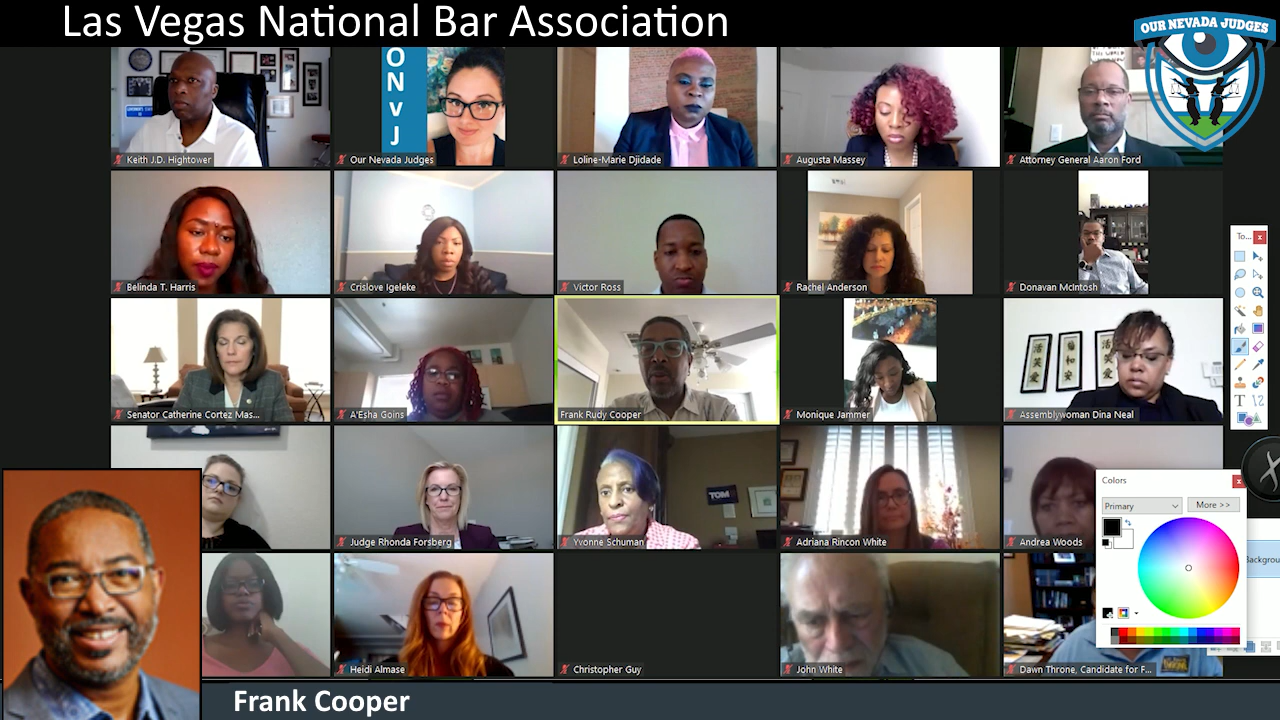 Las Vegas National Bar Association
OUR NEVADA JUDGES
O
N
V
J
Keith J.D. Hightower
Our Nevada Judges
Loline-Marie Djidade
Augusta Massey
Attorney General Aaron Ford
Belinda T. Harris
Crislove Igeleke
Victor Ross
Rachel Anderson
Donavan McIntosh
To... x
Senator Catherine Cortez Mas...
A'Esha Goins
Frank Rudy Cooper
Monique Jammer
Assemblywoman Dina Neal
T
Judge Rhonda Forsberg
TOM
Yvonne Schuman
Adriana Rincon White
Andrea Woods
Colors x
Primary
More >>
Backgrou
Heidi Almase
Christopher Guy
John White
Dawn Throne, Candidate for F...
Frank Cooper